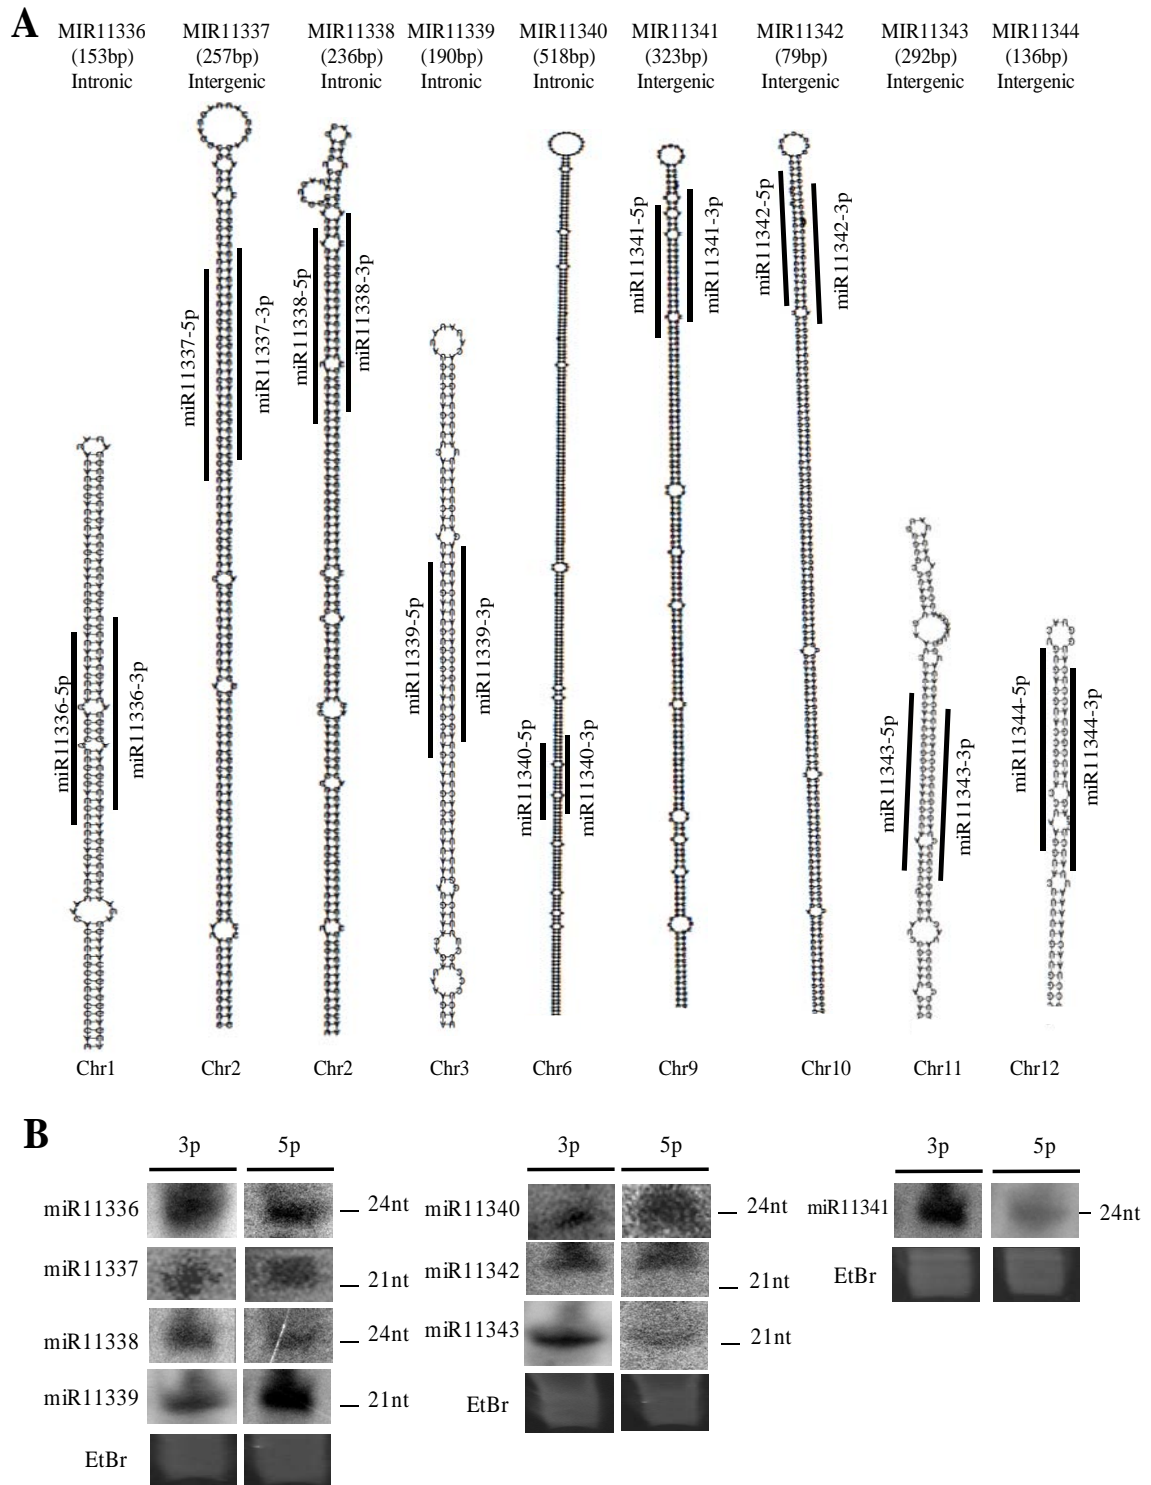 A
MIR11336 MIR11337 MIR11338 MIR11339 MIR11340 MIR11341 MIR11342 MIR11343 MIR11344
(153bp) (257bp) (236bp) (190bp) (518bp) (323bp) (79bp) (292bp) (136bp)
Intronic Intergenic Intronic Intronic Intronic Intergenic Intergenic Intergenic Intergenic
miR11336-5p
miR11336-3p
miR11337-5p
miR11337-3p
miR11338-5p
miR11338-3p
miR11339-5p
miR11339-3p
miR11340-5p
miR11340-3p
miR11341-5p
miR11341-3p
miR11342-5p
miR11342-3p
miR11343-5p
miR11343-3p
miR11344-5p
miR11344-3p
Chr1 Chr2 Chr2 Chr3 Chr6 Chr9 Chr10 Chr11 Chr12
B
3p 5p
miR11336 24nt
miR11337 21nt
miR11338 24nt
miR11339 21nt
EtBr
3p 5p
miR11340 24nt
miR11342 21nt
miR11343 21nt
EtBr
3p 5p
miR11341 24nt
EtBr